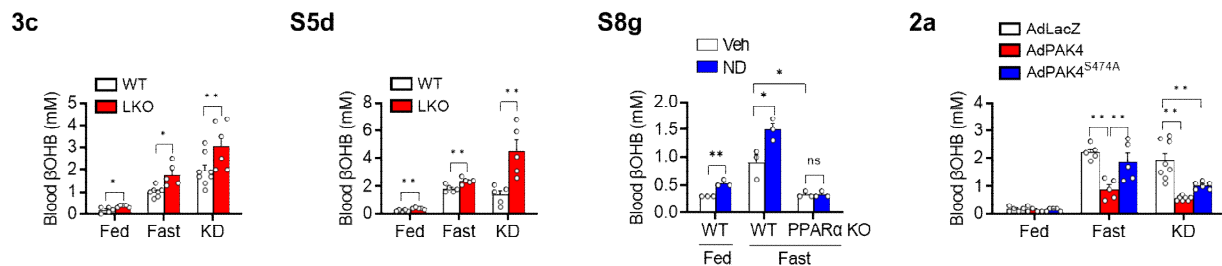 3c
WT
LKO
Blood βOHB (mM)
5
4
3
2
1
0
*
*
**
Fed Fast KD
S5d
WT
LKO
Blood βOHB (mM)
8
6
4
2
0
**
**
**
Fed Fast KD
S8g
Veh
ND
Blood βOHB (mM)
2.0
1.5
1.0
0.5
0.0
**
*
*
ns
WT WT PPARα KO
Fed Fast
2a
AdLacZ
AdPAK4
AdPAK4S474A
Blood βOHB (mM)
4
3
2
1
0
** **
**
**
Fed Fast KD